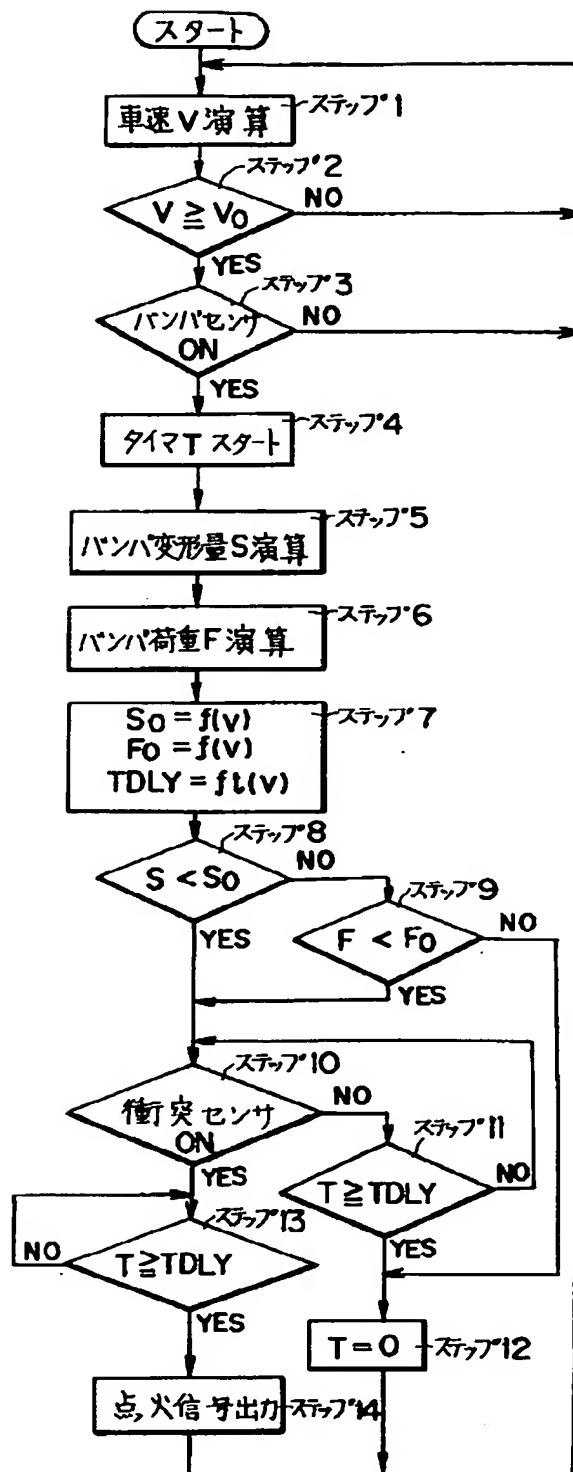 スタート
車速V演算
ステップ1
ステップ2
V ≧ V0
NO
YES
ステップ3
バンパセンサ
ON
NO
YES
ステップ4
タイマT スタート
ステップ5
バンパ変形量S演算
ステップ6
バンパ荷重F演算
S0 = f(v)
F0 = f(v)
TDLY = ft(v)
ステップ7
ステップ8
S < S0
NO
YES
ステップ9
F < F0
NO
YES
ステップ10
衝突センサ
ON
NO
YES
ステップ11
T ≧ TDLY
NO
YES
ステップ13
T≧TDLY
NO
YES
T = 0
ステップ12
点火信号出力
ステップ14